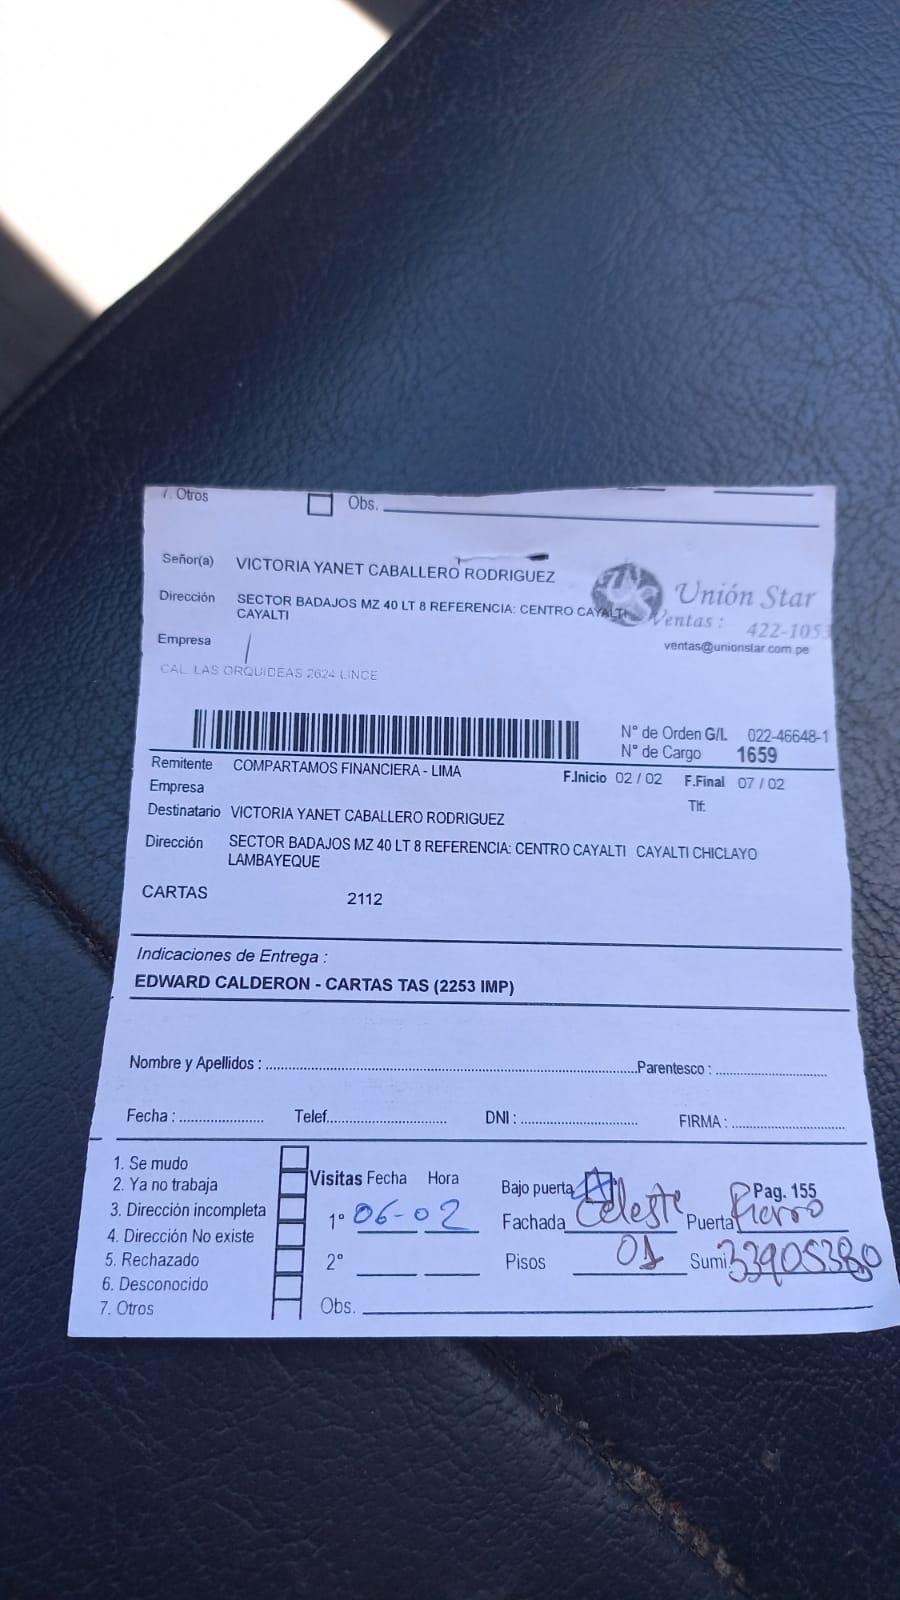 7. Otros Obs.
Señor(a) VICTORIA YANET CABALLERO RODRIGUEZ
Dirección SECTOR BADAJOS MZ 40 LT 8 REFERENCIA: CENTRO CAYALTI
CAYALTI
Unión Star
Ventas : 422-1053
ventas@unionstar.com.pe
Empresa
CAL. LAS ORQUIDEAS 2624 LINCE
N° de Orden G/I. 022-46648-1
N° de Cargo 1659
Remitente COMPARTAMOS FINANCIERA - LIMA
F.Inicio 02 / 02 F.Final 07 / 02
Empresa
Tlf:
Destinatario VICTORIA YANET CABALLERO RODRIGUEZ
Dirección SECTOR BADAJOS MZ 40 LT 8 REFERENCIA: CENTRO CAYALTI CAYALTI CHICLAYO
LAMBAYEQUE
CARTAS 2112
Indicaciones de Entrega :
EDWARD CALDERON - CARTAS TAS (2253 IMP)
Nombre y Apellidos : Parentesco :
Fecha : Telef. DNI : FIRMA :
1. Se mudo
2. Ya no trabaja
3. Dirección incompleta
4. Dirección No existe
5. Rechazado
6. Desconocido
7. Otros
Visitas Fecha Hora
1° 06-02
2°
Obs.
Bajo puerta Pag. 155
Fachada Celeste Puerta Fierro
Pisos 01 Sumi. 33905380